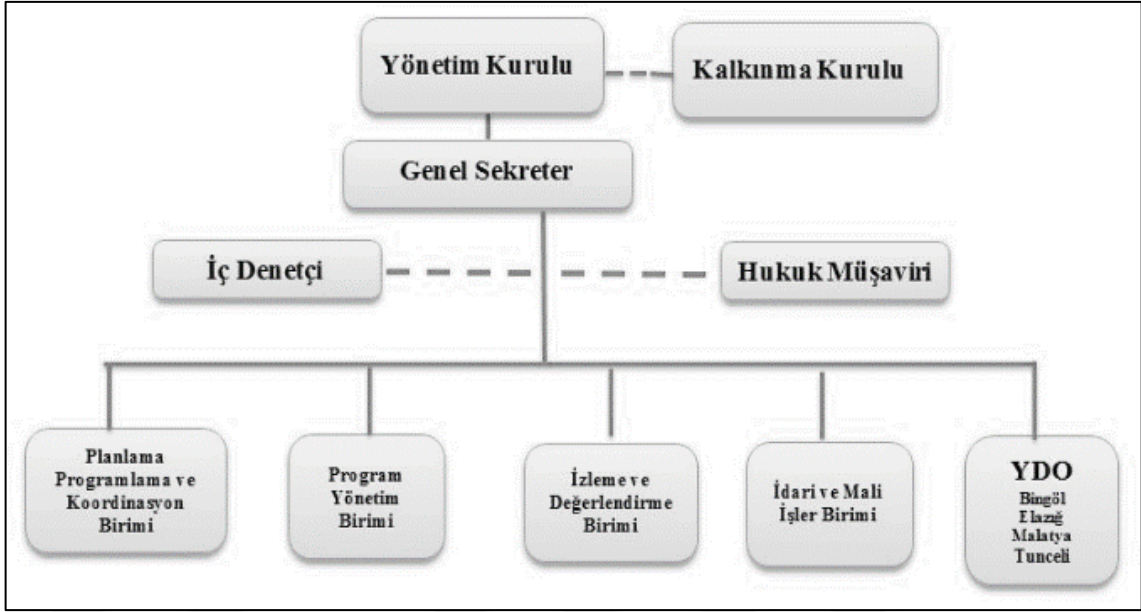 Yönetim Kurulu
Kalkınma Kurulu
Genel Sekreter
İç Denetçi
Hukuk Müşaviri
Planlama
Programlama ve
Koordinasyon
Birimi
Program
Yönetim
Birimi
İzleme ve
Değerlendirme
Birimi
İdari ve Mali
İşler Birimi
YDO
Bingöl
Elazığ
Malatya
Tunceli